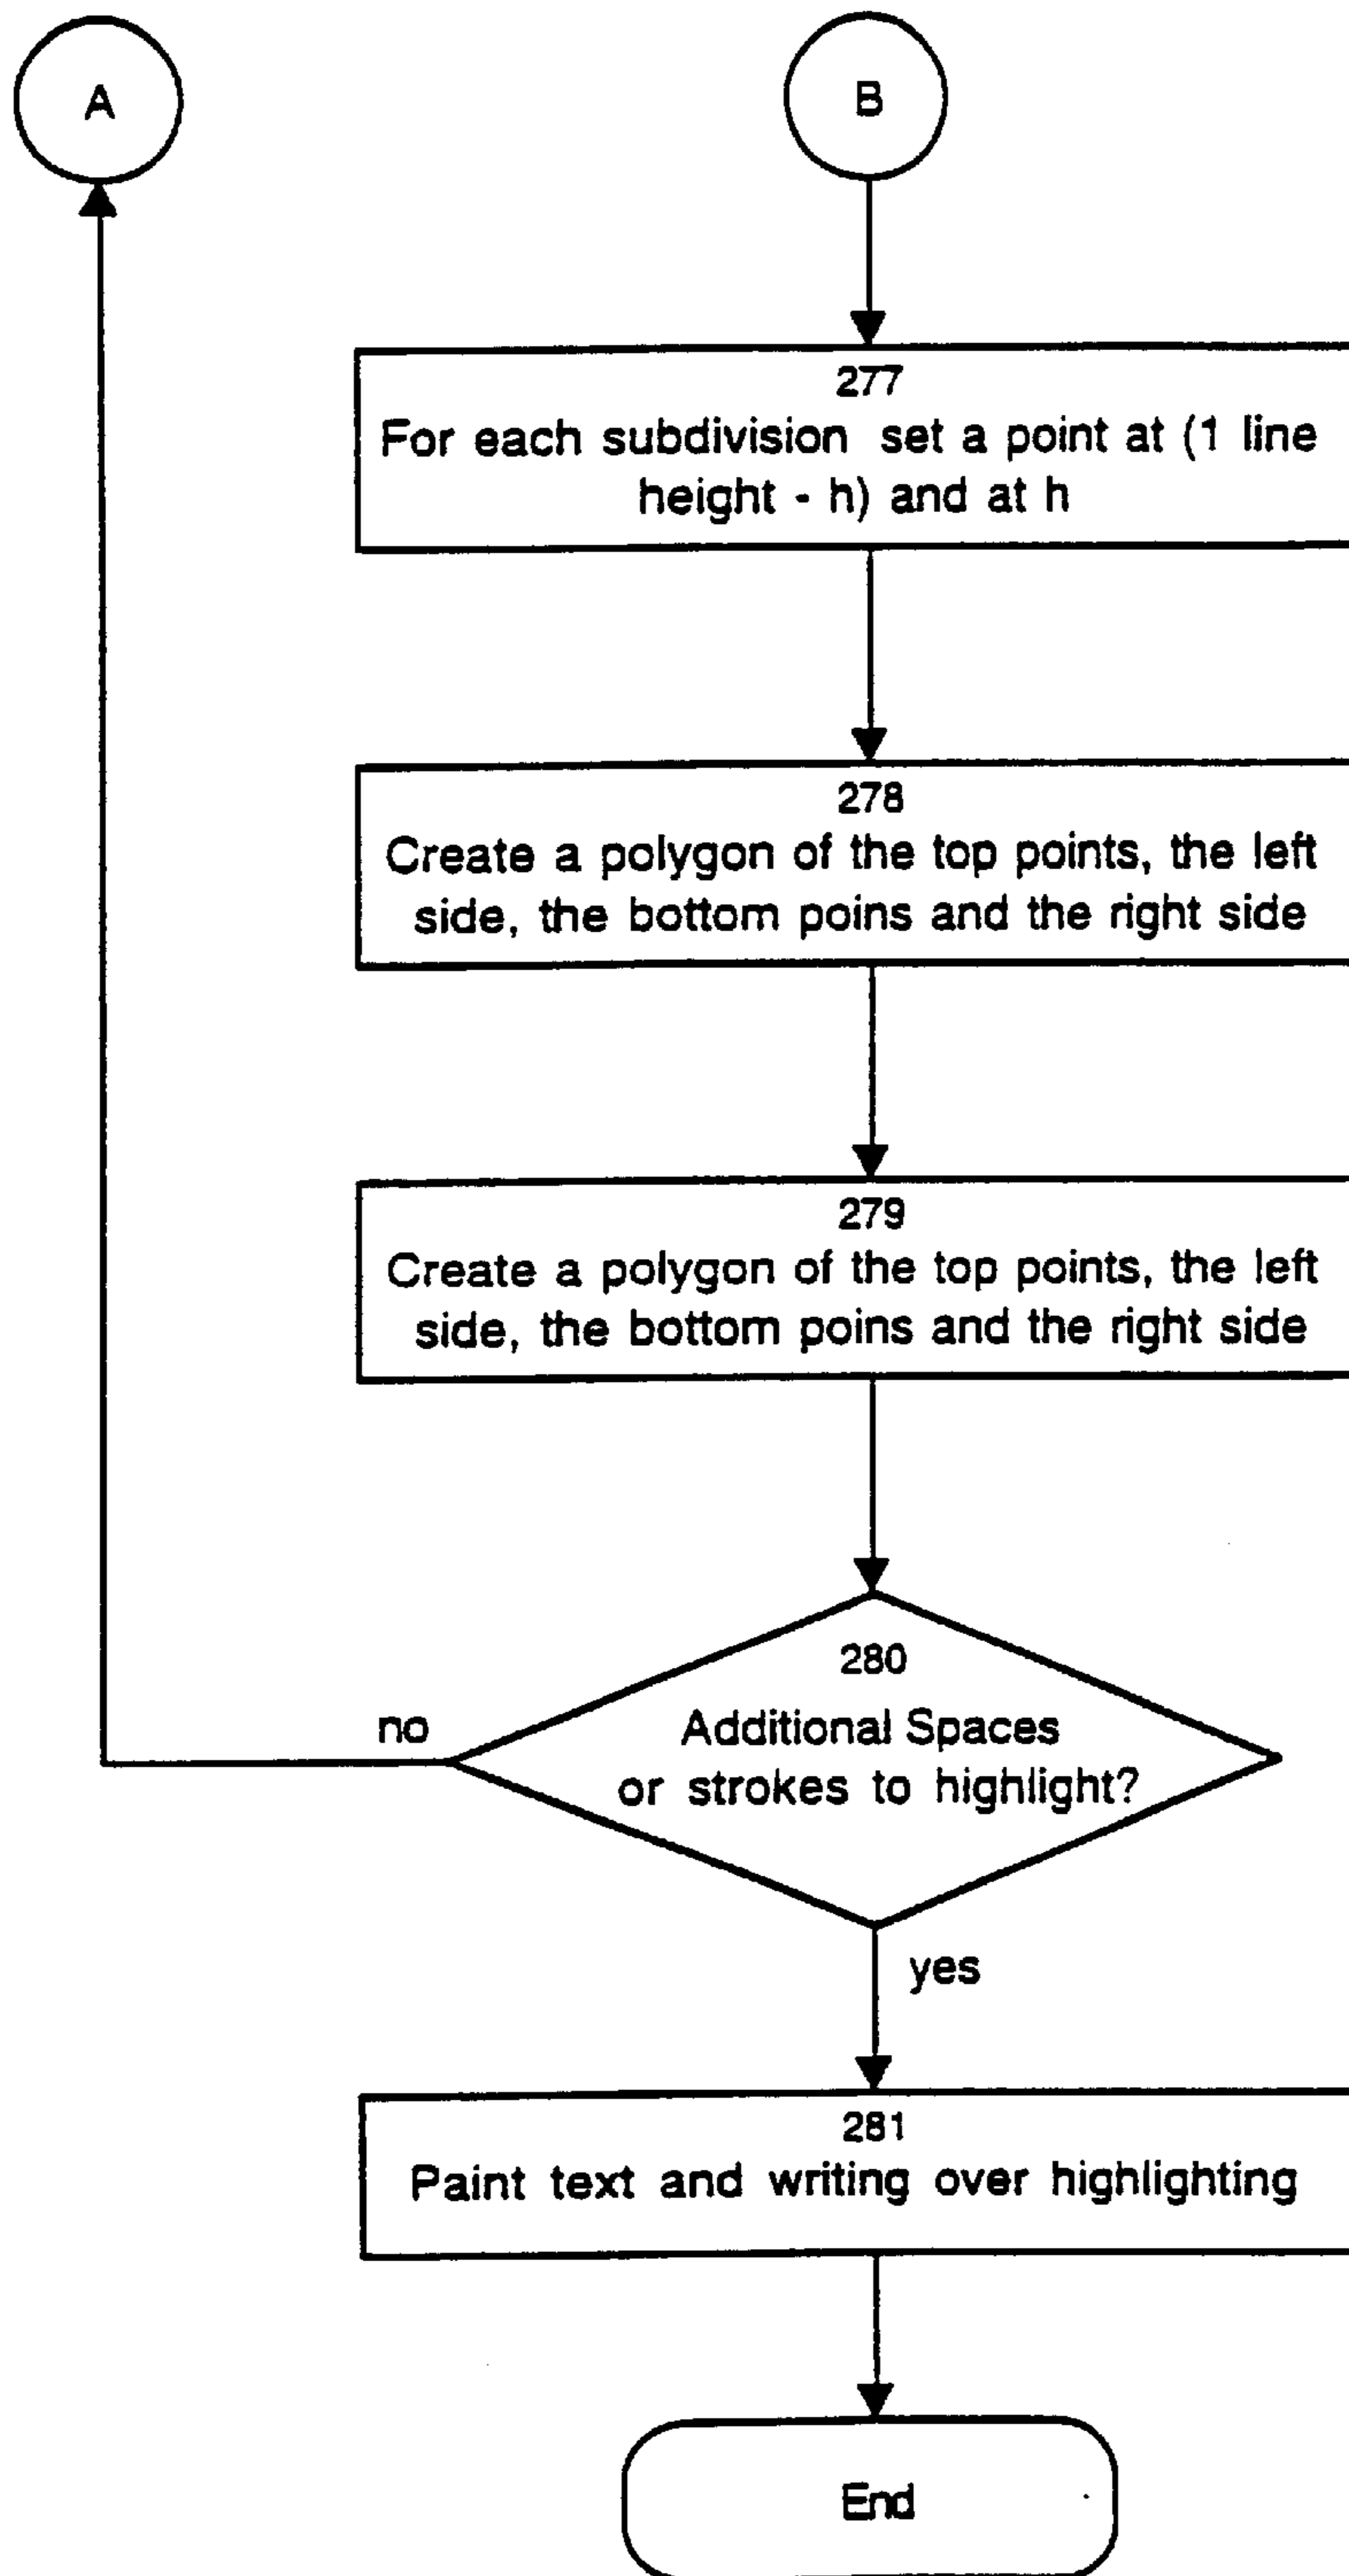 A
B
277
For each subdivision set a point at (1 line
height - h) and at h
278
Create a polygon of the top points, the left
side, the bottom poins and the right side
279
Create a polygon of the top points, the left
side, the bottom poins and the right side
280
Additional Spaces
or strokes to highlight?
no
yes
281
Paint text and writing over highlighting
End